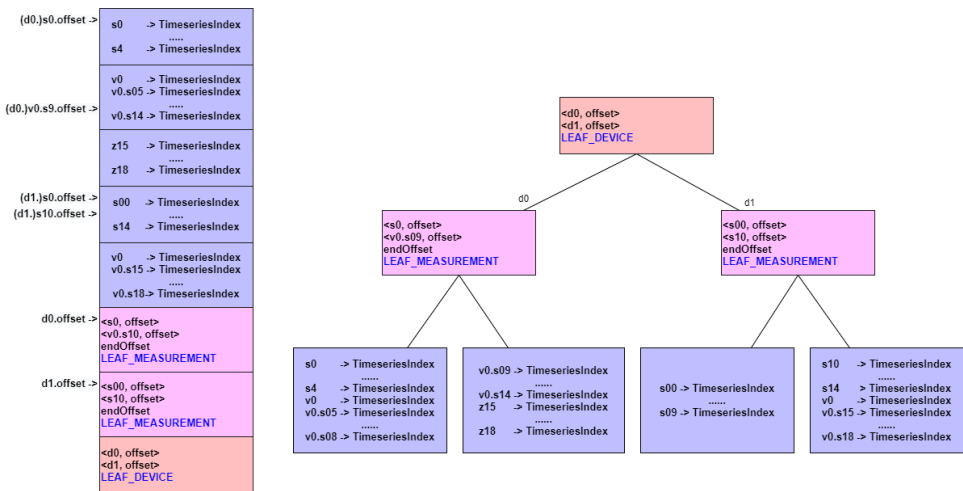 (d0.)s0.offset ->
s0 -> TimeseriesIndex
.....
s4 -> TimeseriesIndex
v0 -> TimeseriesIndex
v0.s05 -> TimeseriesIndex
.....
(d0.)v0.s9.offset ->
v0.s14 -> TimeseriesIndex
z15 -> TimeseriesIndex
.....
z18 -> TimeseriesIndex
(d1.)s0.offset ->
s00 -> TimeseriesIndex
(d1.)s10.offset ->
.....
s14 -> TimeseriesIndex
v0 -> TimeseriesIndex
v0.s15 -> TimeseriesIndex
.....
v0.s18-> TimeseriesIndex
d0.offset ->
<s0, offset>
<v0.s10, offset>
endOffset
LEAF_MEASUREMENT
d1.offset ->
<s00, offset>
<s10, offset>
endOffset
LEAF_MEASUREMENT
<d0, offset>
<d1, offset>
LEAF_DEVICE
<d0, offset>
<d1, offset>
LEAF_DEVICE
d0
d1
<s0, offset>
<v0.s09, offset>
endOffset
LEAF_MEASUREMENT
<s00, offset>
<s10, offset>
endOffset
LEAF_MEASUREMENT
s0 -> TimeseriesIndex
......
s4 -> TimeseriesIndex
v0 -> TimeseriesIndex
v0.s05 -> TimeseriesIndex
......
v0.s08 -> TimeseriesIndex
v0.s09 -> TimeseriesIndex
......
v0.s14 -> TimeseriesIndex
z15 -> TimeseriesIndex
......
z18 -> TimeseriesIndex
s00 -> TimeseriesIndex
......
s09 -> TimeseriesIndex
s10 -> TimeseriesIndex
......
s14 > TimeseriesIndex
v0 -> TimeseriesIndex
v0.s15 -> TimeseriesIndex
......
v0.s18 -> TimeseriesIndex